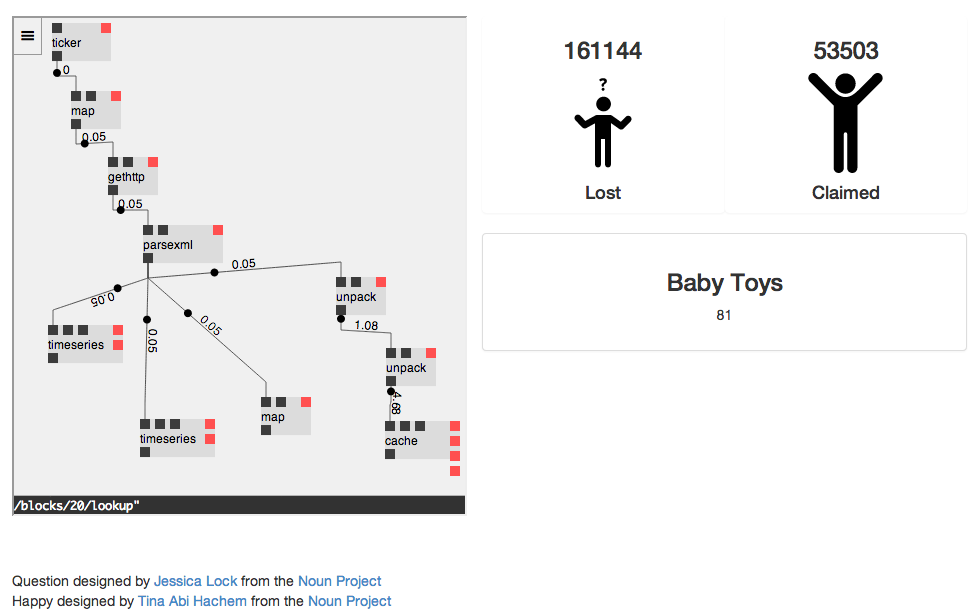 ticker
0
map
0.05
gethttp
0.05
parsexml
0.05
0.05
0.05
0.05
unpack
1.08
timeseries
unpack
4.68
map
timeseries
cache
/blocks/20/lookup"
161144
?
Lost
53503
Claimed
Baby Toys
81
Question designed by Jessica Lock from the Noun Project
Happy designed by Tina Abi Hachem from the Noun Project